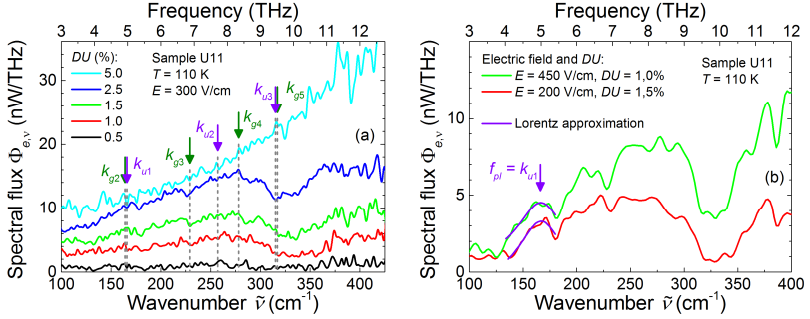 Frequency (THz)
3 4 5 6 7 8 9 10 11 12
DU (%):
5.0
2.5
1.5
1.0
0.5
Sample U11
T = 110 K
E = 300 V/cm
(a)
k_g2 k_u1 k_g3 k_u2 k_g4 k_u3 k_g5
Spectral flux Φ_e,ν (nW/THz)
0 10 20 30
100 150 200 250 300 350 400
Wavenumber ṽ (cm⁻¹)
Frequency (THz)
3 4 5 6 7 8 9 10 11 12
Electric field and DU:
E = 450 V/cm, DU = 1,0%
E = 200 V/cm, DU = 1,5%
Lorentz approximation
Sample U11
T = 110 K
f_pl = k_u1
(b)
Spectral flux Φ_e,ν (nW/THz)
0 5 10
100 150 200 250 300 350 400
Wavenumber ṽ (cm⁻¹)